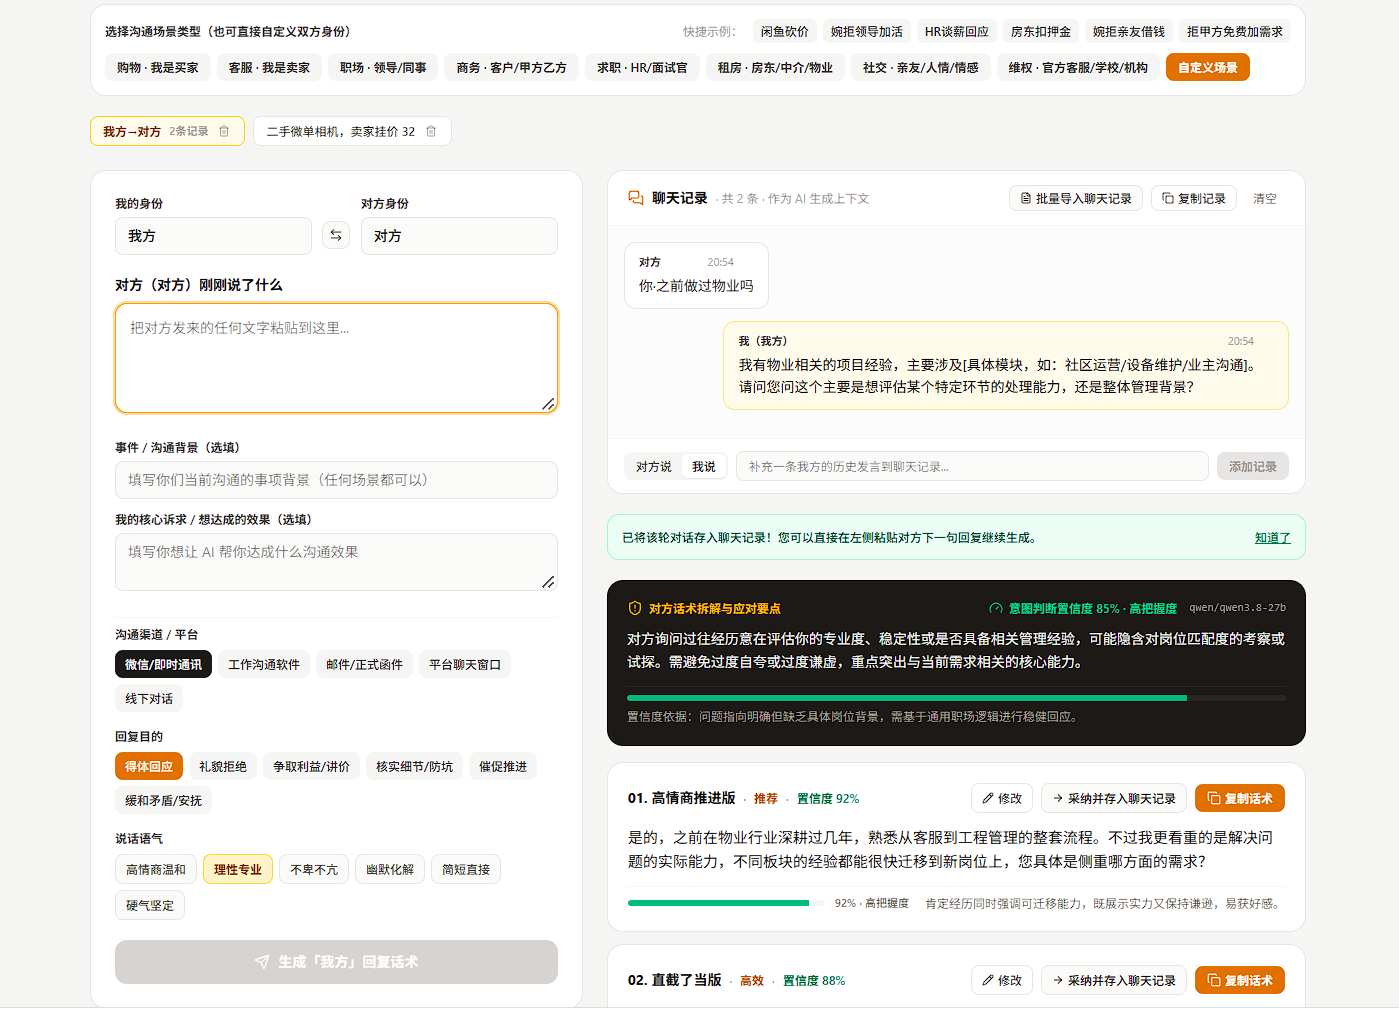 选择沟通场景类型（也可直接自定义双方身份）
快捷示例： 闲鱼砍价 婉拒领导加活 HR谈薪回应 房东扣押金 婉拒亲友借钱 拒甲方免费加需求
购物 · 我是买家 客服 · 我是卖家 职场 · 领导/同事 商务 · 客户/甲方乙方 求职 · HR/面试官 租房 · 房东/中介/物业 社交 · 亲友/人情/情感 维权 · 官方客服/学校/机构 自定义场景
我方→对方 2条记录
二手微单相机，卖家挂价 32
我的身份
对方身份
我方
对方
对方（对方）刚刚说了什么
把对方发来的任何文字粘贴到这里...
事件 / 沟通背景（选填）
填写你们当前沟通的事项背景（任何场景都可以）
我的核心诉求 / 想达成的效果（选填）
填写你想让 AI 帮你达成什么沟通效果
沟通渠道 / 平台
微信/即时通讯 工作沟通软件 邮件/正式函件 平台聊天窗口
线下对话
回复目的
得体回应 礼貌拒绝 争取利益/讲价 核实细节/防坑 催促推进
缓和矛盾/安抚
说话语气
高情商温和 理性专业 不卑不亢 幽默化解 简短直接
硬气坚定
生成「我方」回复话术
聊天记录 · 共 2 条 · 作为 AI 生成上下文
批量导入聊天记录 复制记录 清空
对方 20:54
你·之前做过物业吗
我（我方） 20:54
我有物业相关的项目经验，主要涉及[具体模块，如：社区运营/设备维护/业主沟通]。
请问您问这个主要是想评估某个特定环节的处理能力，还是整体管理背景？
对方说 我说 补充一条我方的历史发言到聊天记录... 添加记录
已将该轮对话存入聊天记录！您可以直接在左侧粘贴对方下一句回复继续生成。 知道了
对方话术拆解与应对要点 意图判断置信度 85% · 高把握度 qwen/qwen3.8-27b
对方询问过往经历意在评估你的专业度、稳定性或是否具备相关管理经验，可能隐含对岗位匹配度的考察或
试探。需避免过度自夸或过度谦虚，重点突出与当前需求相关的核心能力。
置信度依据：问题指向明确但缺乏具体岗位背景，需基于通用职场逻辑进行稳健回应。
01. 高情商推进版 · 推荐 · 置信度 92% 修改 采纳并存入聊天记录 复制话术
是的，之前在物业行业深耕过几年，熟悉从客服到工程管理的整套流程。不过我更看重的是解决问
题的实际能力，不同板块的经验都能很快迁移到新岗位上，您具体是侧重哪方面的需求？
92% · 高把握度 肯定经历同时强调可迁移能力，既展示实力又保持谦逊，易获好感。
02. 直截了当版 · 高效 · 置信度 88% 修改 采纳并存入聊天记录 复制话术